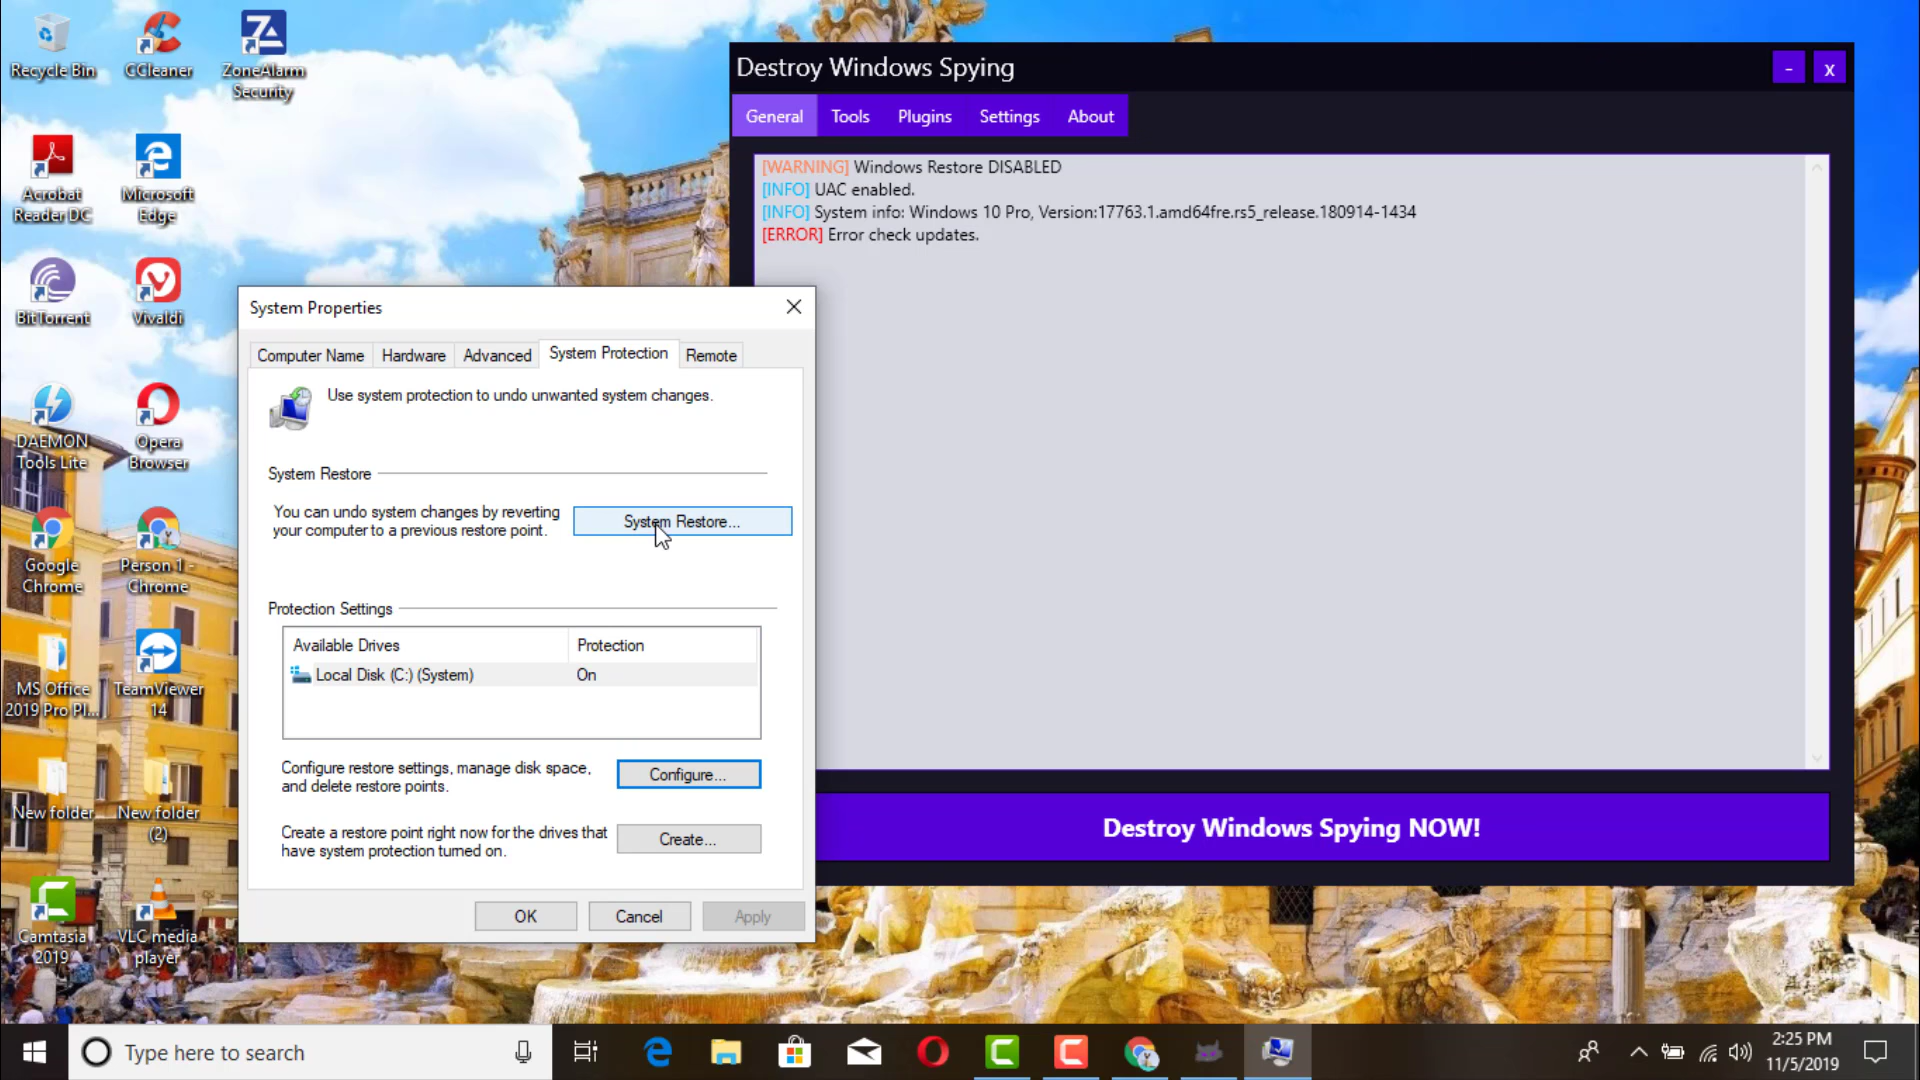 Recycle Bin
CCleaner
ZoneAlarm
Security
Acrobat
Reader DC
Microsoft
Edge
BitTorrent
Vivaldi
DAEMON
Tools Lite
Opera
Browser
Google
Chrome
Person 1 -
Chrome
MS Office
2019 Pro Pl...
TeamViewer
14
New folder
New folder
(2)
Camtasia
2019
VLC media
player
Destroy Windows Spying
-
x
General
Tools
Plugins
Settings
About
[WARNING] Windows Restore DISABLED
[INFO] UAC enabled.
[INFO] System info: Windows 10 Pro, Version:17763.1.amd64fre.rs5_release.180914-1434
[ERROR] Error check updates.
Destroy Windows Spying NOW!
System Properties
Computer Name
Hardware
Advanced
System Protection
Remote
Use system protection to undo unwanted system changes.
System Restore
You can undo system changes by reverting
your computer to a previous restore point.
System Restore...
Protection Settings
Available Drives
Protection
Local Disk (C:) (System)
On
Configure restore settings, manage disk space,
and delete restore points.
Configure...
Create a restore point right now for the drives that
have system protection turned on.
Create...
OK
Cancel
Apply
Type here to search
2:25 PM
11/5/2019